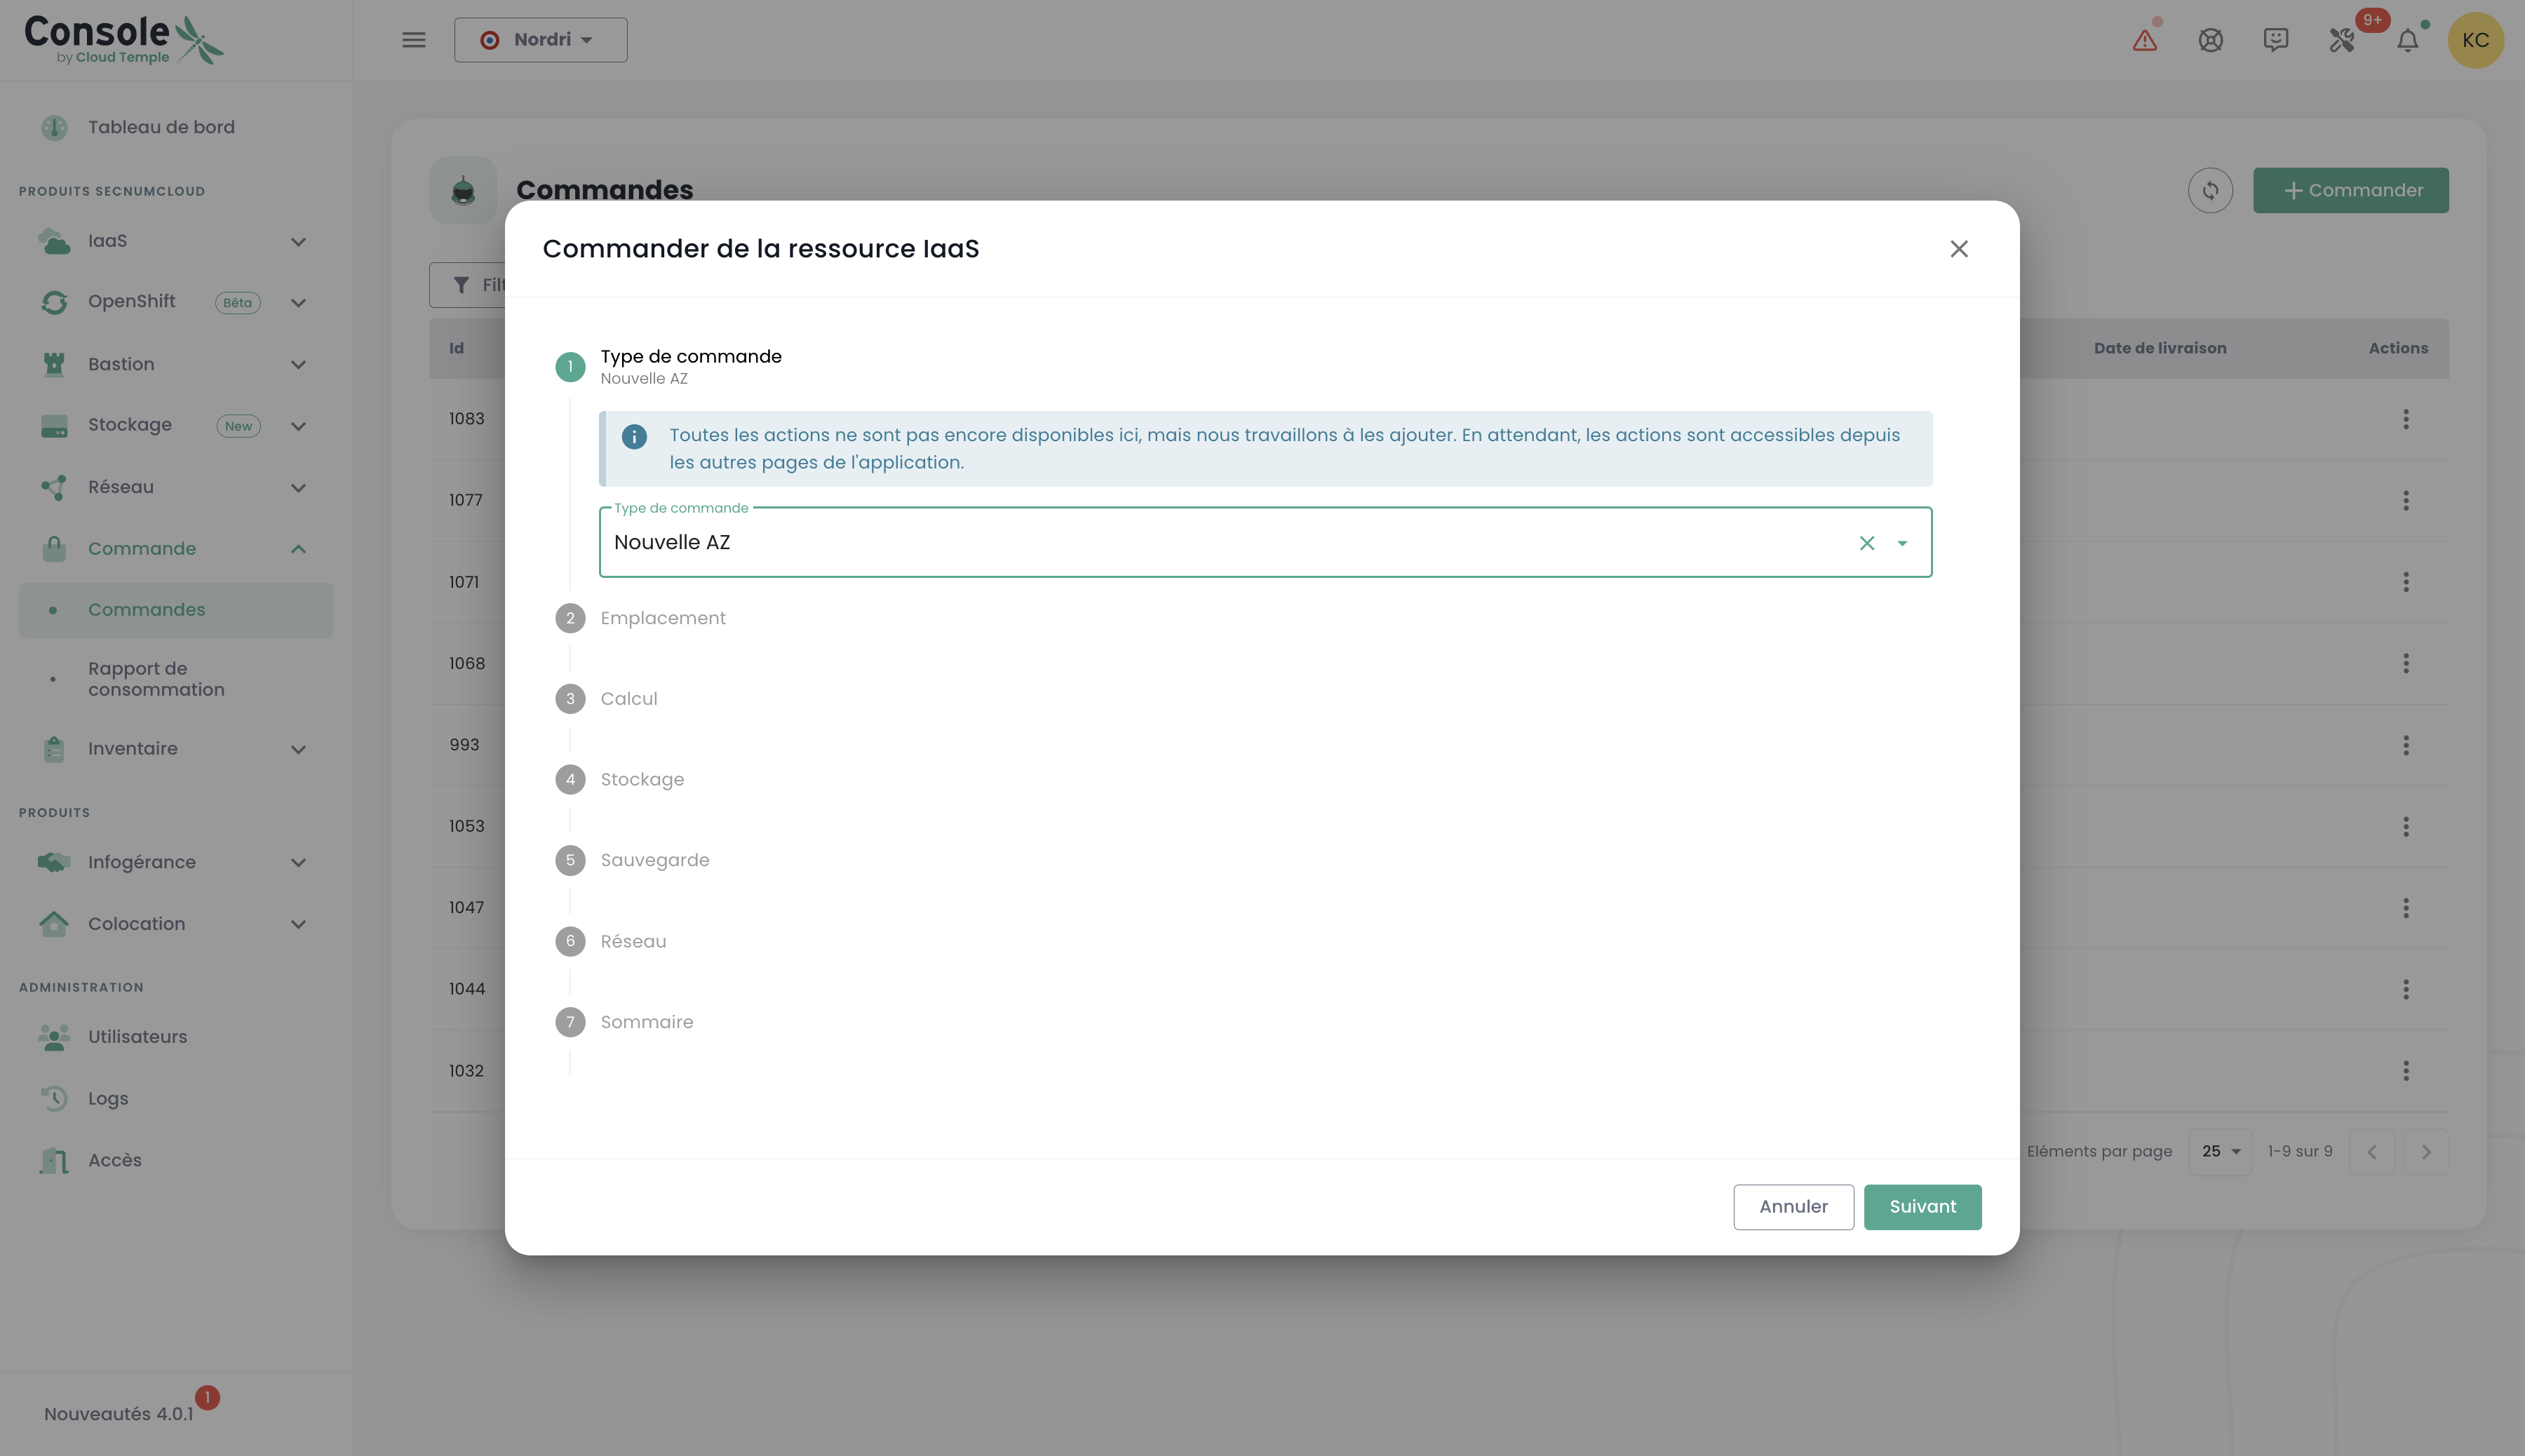 Console
by Cloud Temple
Nordri
9+
KC
Tableau de bord
PRODUITS SECNUMCLOUD
IaaS
OpenShift
Bêta
Bastion
Stockage
New
Réseau
Commande
Commandes
Rapport de
consommation
Inventaire
PRODUITS
Infogérance
Colocation
ADMINISTRATION
Utilisateurs
Logs
Accès
Nouveautés 4.0.1
1
Commandes
Commander
Id
Date de livraison
Actions
1083
1077
1071
1068
993
1053
1047
1044
1032
Eléments par page
25
1-9 sur 9
Commander de la ressource IaaS
1
Type de commande
Nouvelle AZ
Toutes les actions ne sont pas encore disponibles ici, mais nous travaillons à les ajouter. En attendant, les actions sont accessibles depuis
les autres pages de l'application.
Type de commande
Nouvelle AZ
2
Emplacement
3
Calcul
4
Stockage
5
Sauvegarde
6
Réseau
7
Sommaire
Annuler
Suivant